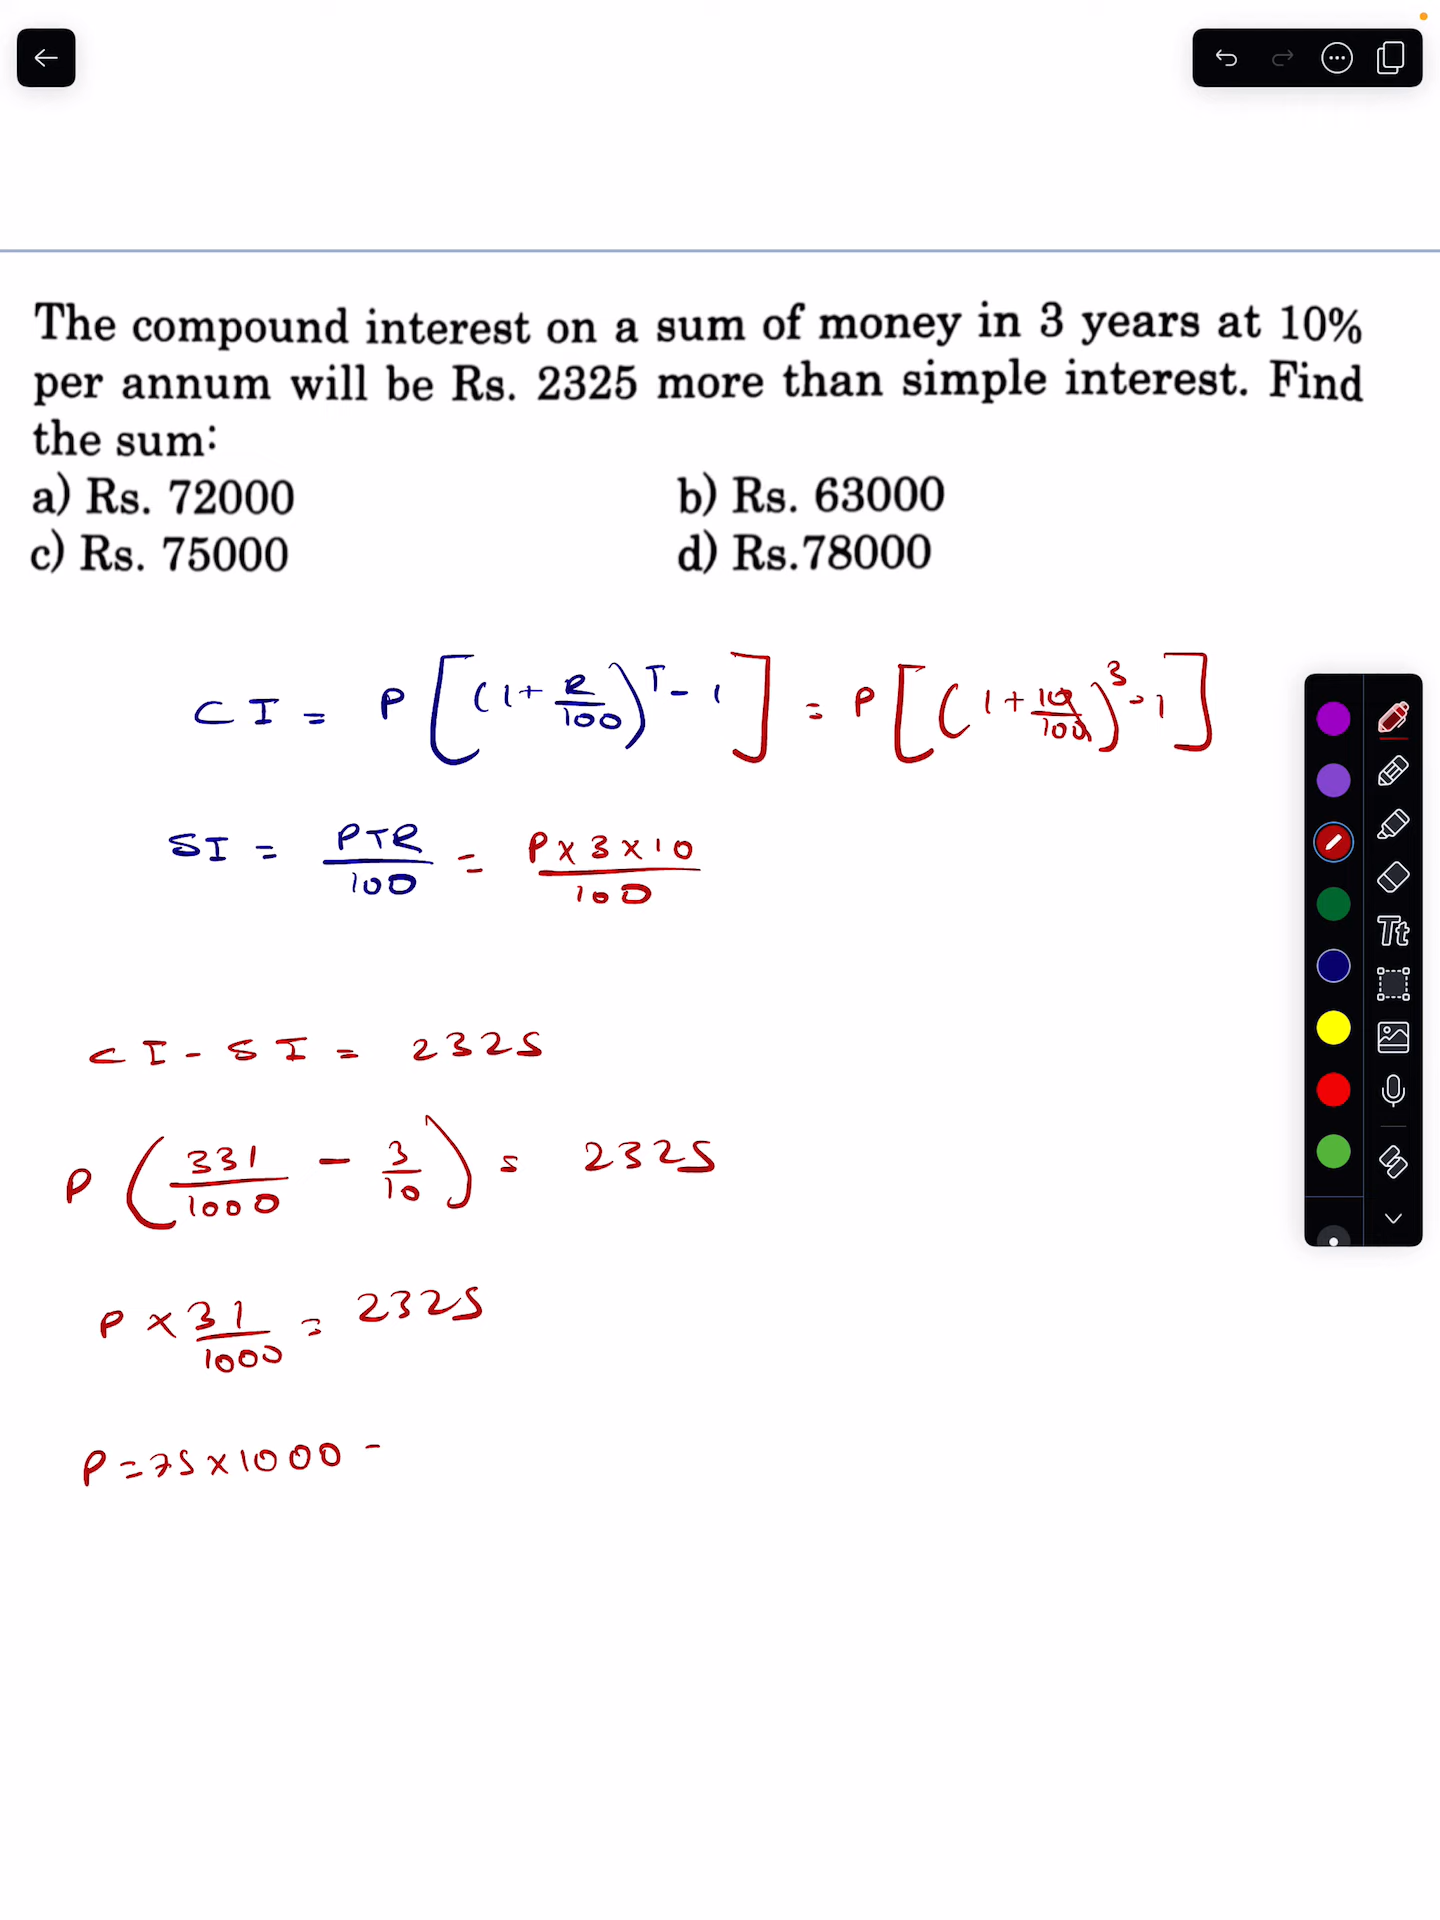 The compound interest on a sum of money in 3 years at 10%
per annum will be Rs. 2325 more than simple interest. Find
the sum:
a) Rs. 72000 b) Rs. 63000
c) Rs. 75000 d) Rs.78000
CI = P[(1+R/100)^T - 1] = P[(1+10/100)^3 - 1]
SI = PTR/100 = P×3×10/100
CI - SI = 2325
P(331/1000 - 3/10) = 2325
P × 31/1000 = 2325
P = 75×1000 -
Tt